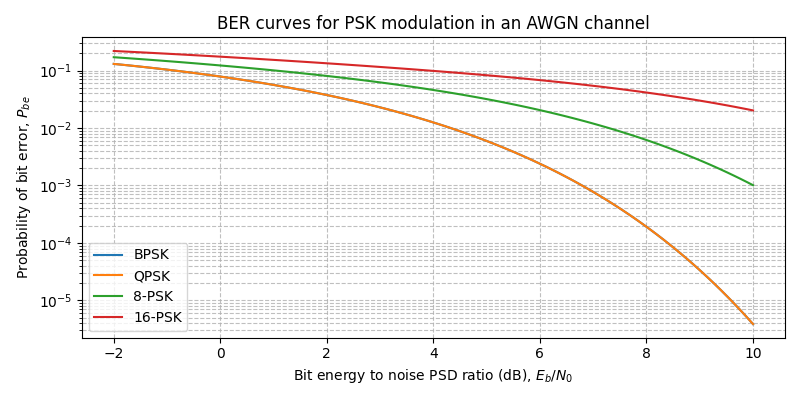 BER curves for PSK modulation in an AWGN channel
Probability of bit error, $P_{be}$
10⁻¹
10⁻²
10⁻³
10⁻⁴
10⁻⁵
BPSK
QPSK
8-PSK
16-PSK
−2 0 2 4 6 8 10
Bit energy to noise PSD ratio (dB), $E_b/N_0$